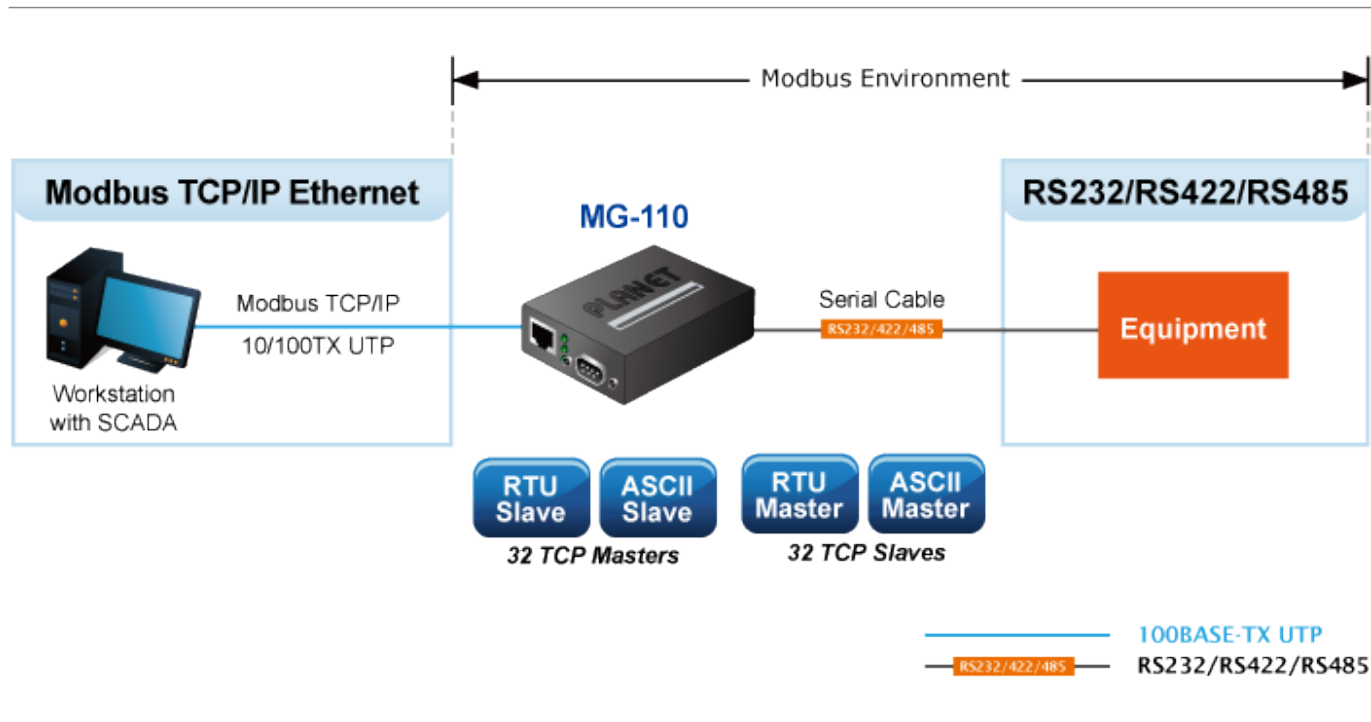 Modbus Environment
Modbus TCP/IP Ethernet
RS232/RS422/RS485
MG-110
PLANET
Modbus TCP/IP
10/100TX UTP
Serial Cable
RS232/422/485
Equipment
Workstation
with SCADA
RTU
Slave
ASCII
Slave
RTU
Master
ASCII
Master
32 TCP Masters
32 TCP Slaves
100BASE-TX UTP
RS232/422/485
RS232/RS422/RS485